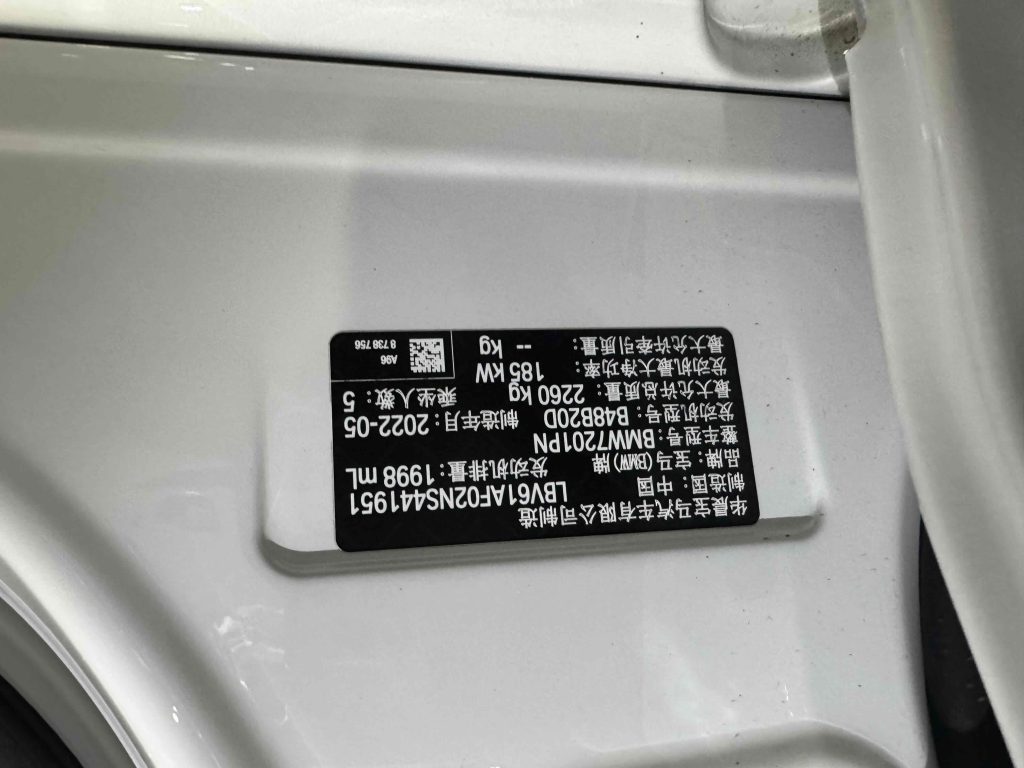 华晨宝马汽车有限公司制造
制造国：中国 LBV61AF02NS441951
品牌：宝马(BMW)牌 发动机排量：1998 mL
整车型号：BMW7201PN
发动机型号：B48B20D 制造年月：2022-05
最大允许总质量：2260 kg 乘坐人数：5
发动机最大净功率：185 kW
最大允许牵引质量：-- kg
A96
8 738 756